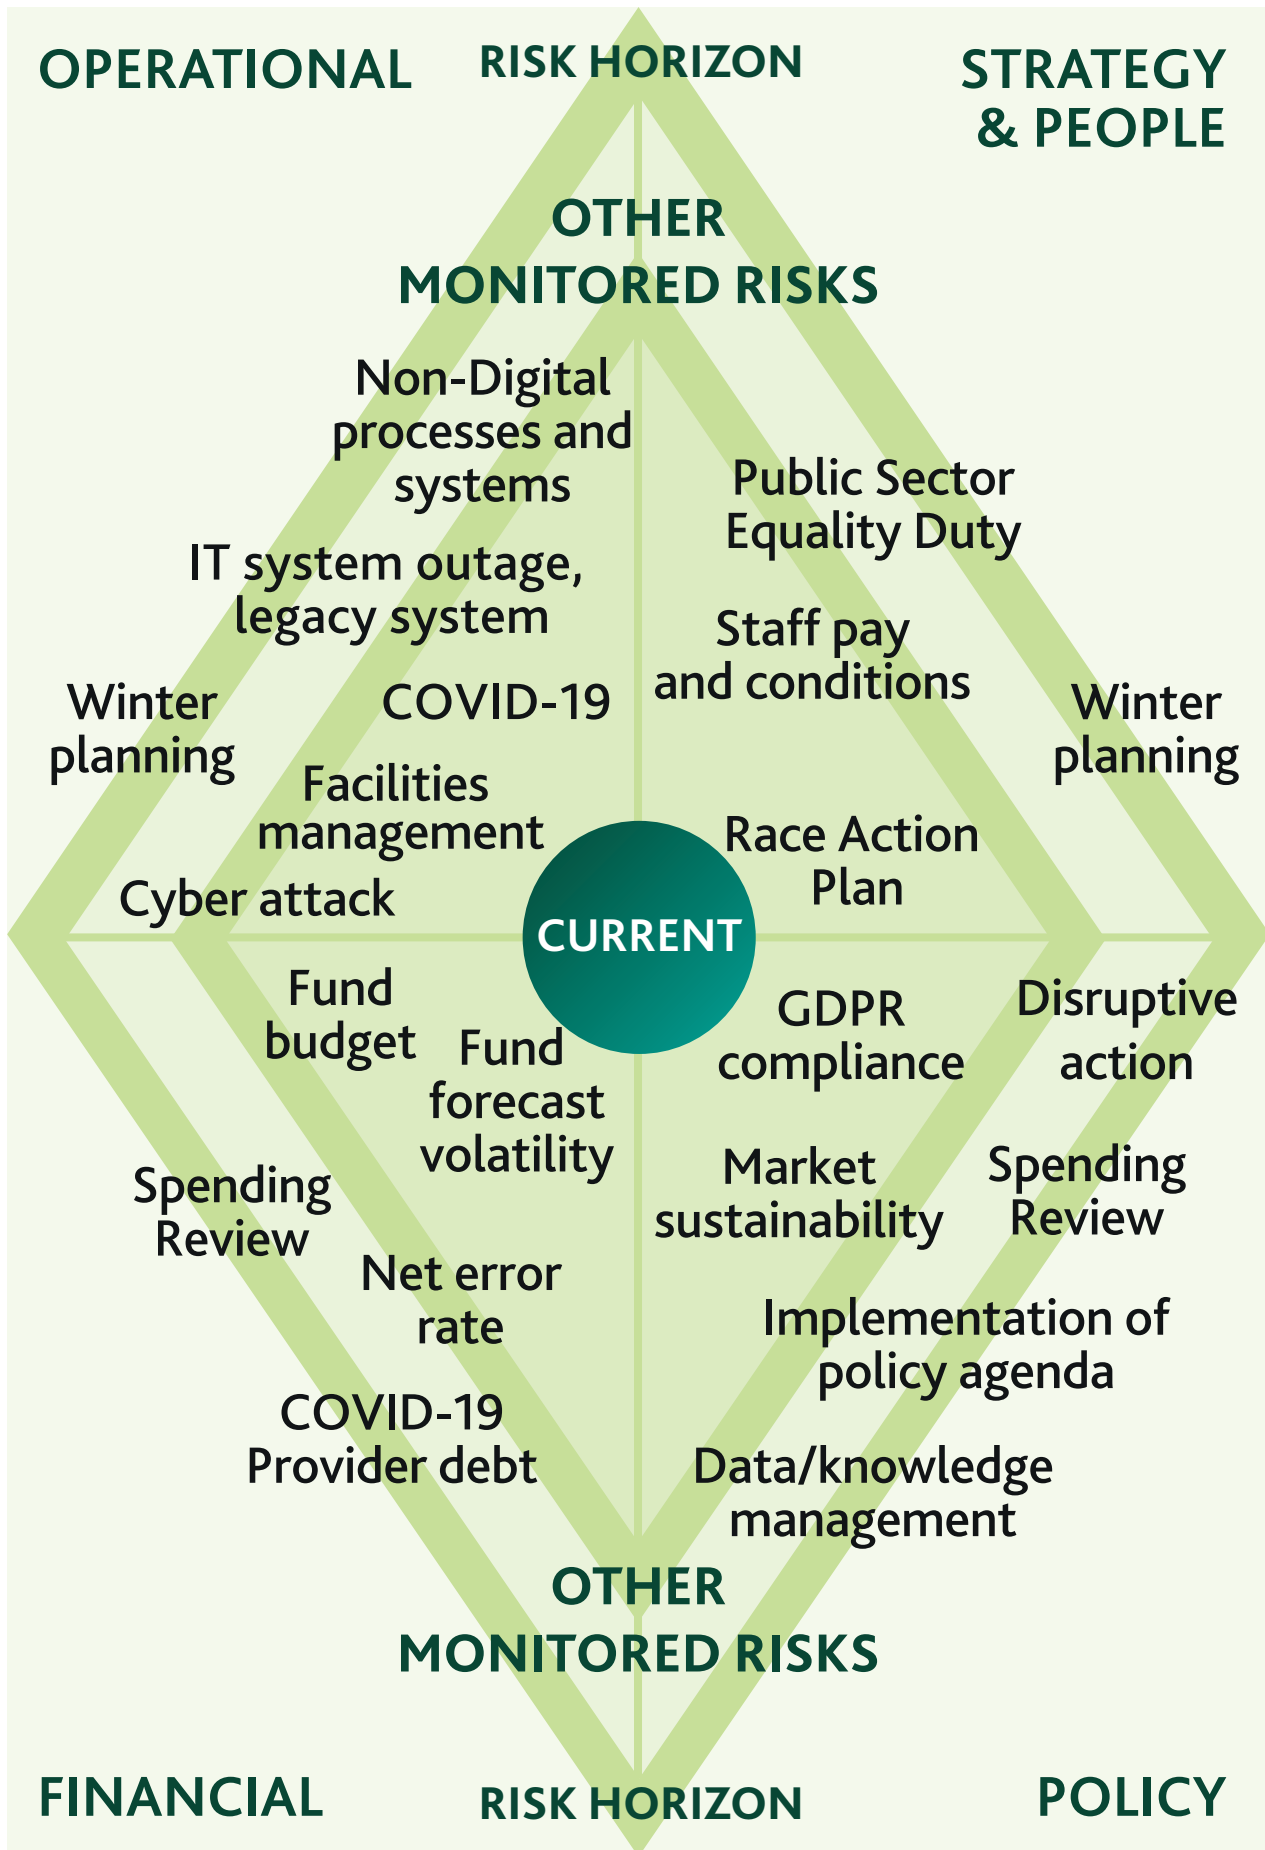 OPERATIONAL
RISK HORIZON
STRATEGY
& PEOPLE
OTHER
MONITORED RISKS
Non-Digital
processes and
systems
Public Sector
Equality Duty
IT system outage,
legacy system
Staff pay
and conditions
Winter
planning
COVID-19
Winter
planning
Facilities
management
Race Action
Plan
Cyber attack
CURRENT
Fund
budget
Fund
forecast
volatility
GDPR
compliance
Disruptive
action
Spending
Review
Market
sustainability
Spending
Review
Net error
rate
Implementation of
policy agenda
COVID-19
Provider debt
Data/knowledge
management
OTHER
MONITORED RISKS
FINANCIAL
RISK HORIZON
POLICY